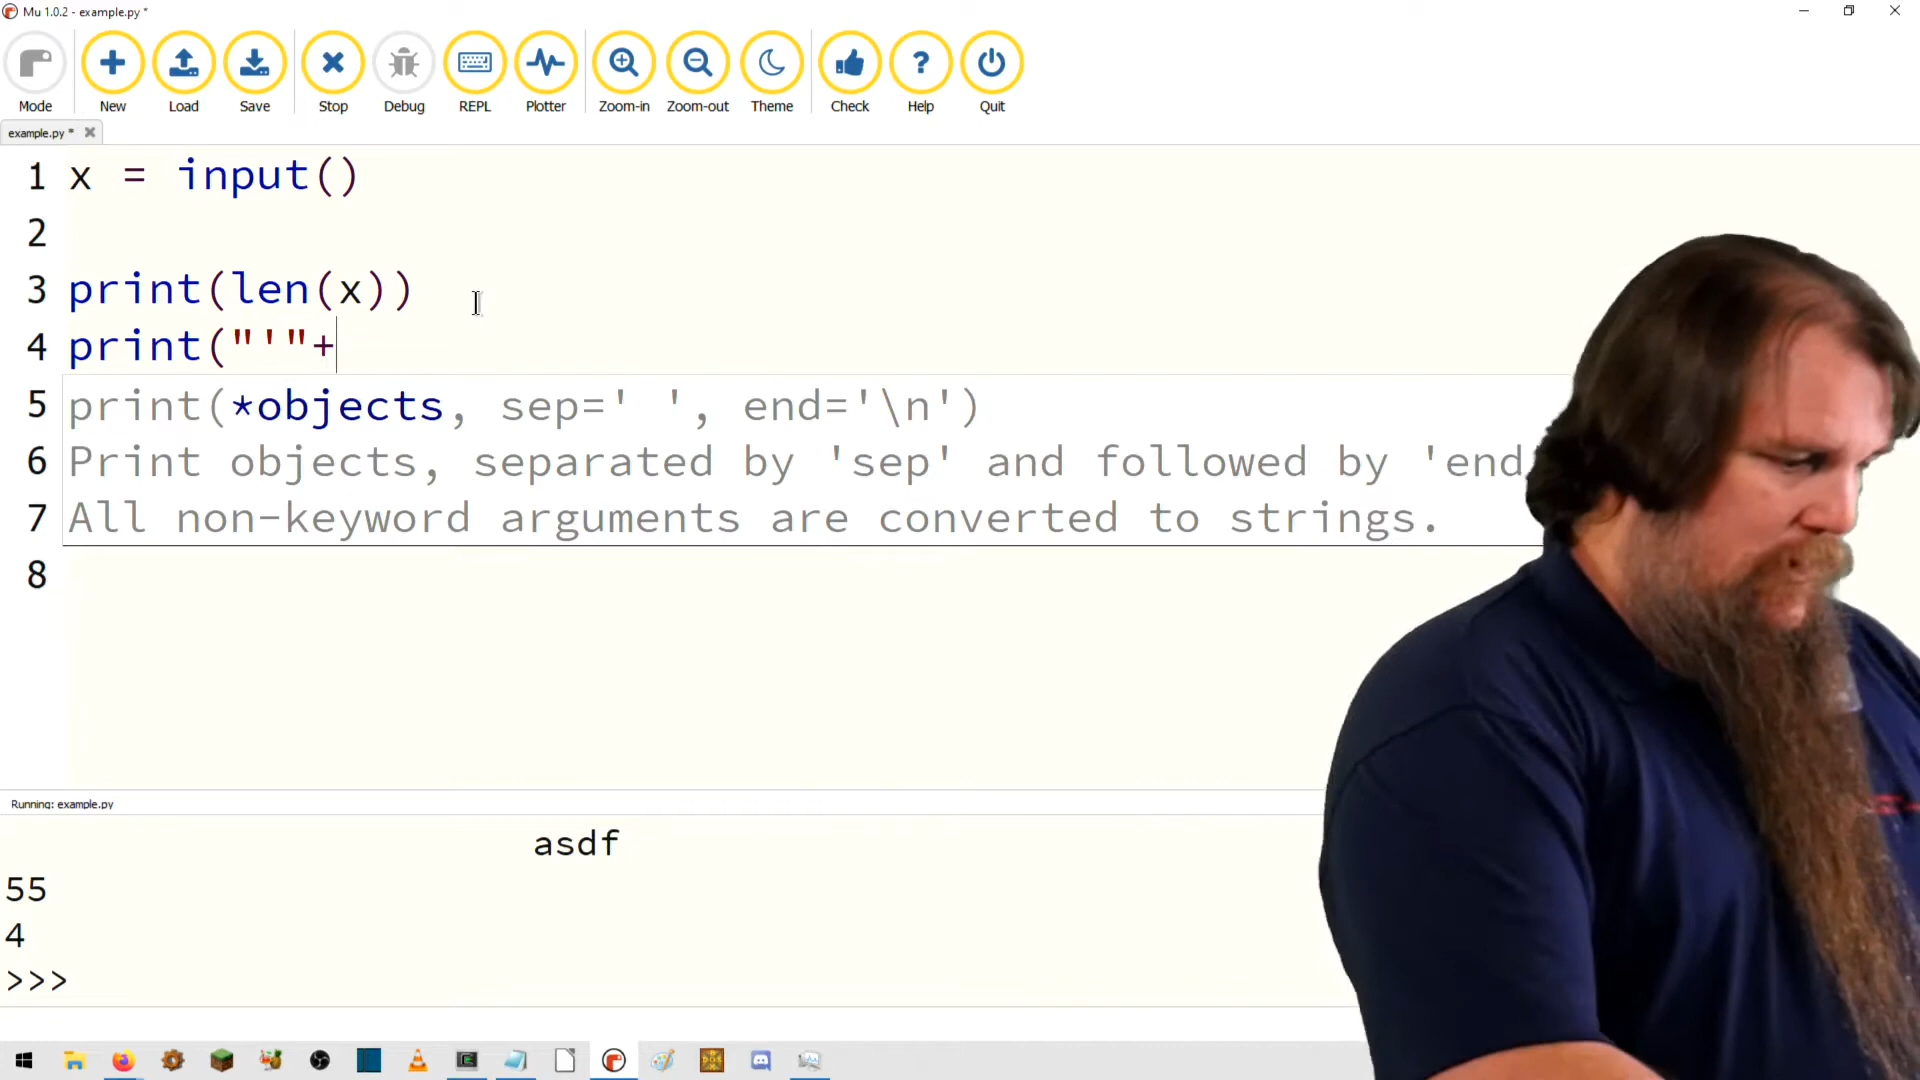 Mu 1.0.2 - example.py *
Mode New Load Save Stop Debug REPL Plotter Zoom-in Zoom-out Theme Check Help Quit
example.py *
1 x = input()
2
3 print(len(x))
4 print("'"+
5 print(*objects, sep=' ', end='\n')
6 Print objects, separated by 'sep' and followed by 'end
7 All non-keyword arguments are converted to strings.
8
Running: example.py
asdf
55
4
>>>